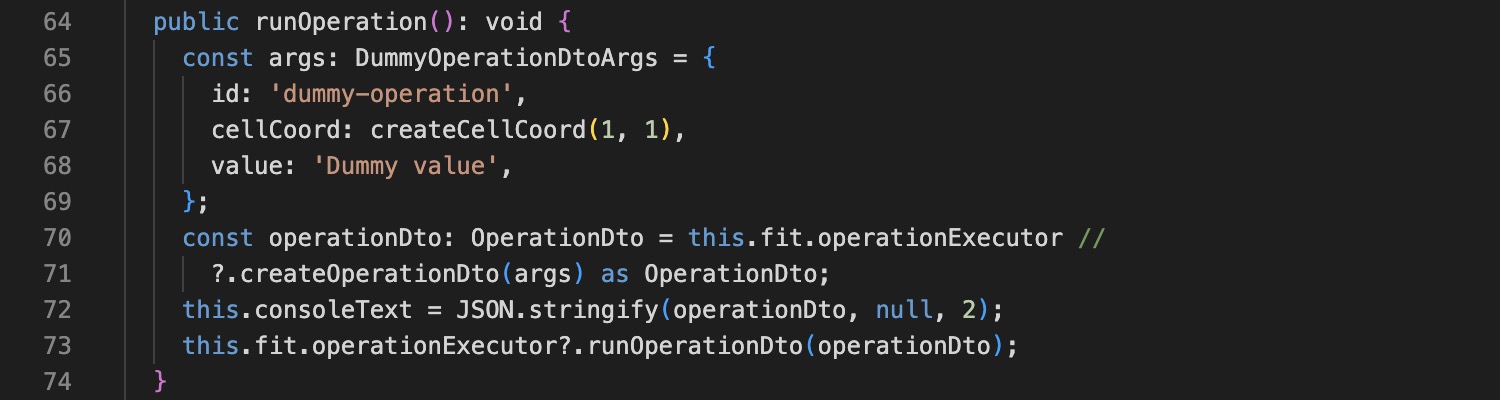 64 public runOperation(): void {
65 const args: DummyOperationDtoArgs = {
66 id: 'dummy-operation',
67 cellCoord: createCellCoord(1, 1),
68 value: 'Dummy value',
69 };
70 const operationDto: OperationDto = this.fit.operationExecutor //
71 ?.createOperationDto(args) as OperationDto;
72 this.consoleText = JSON.stringify(operationDto, null, 2);
73 this.fit.operationExecutor?.runOperationDto(operationDto);
74 }